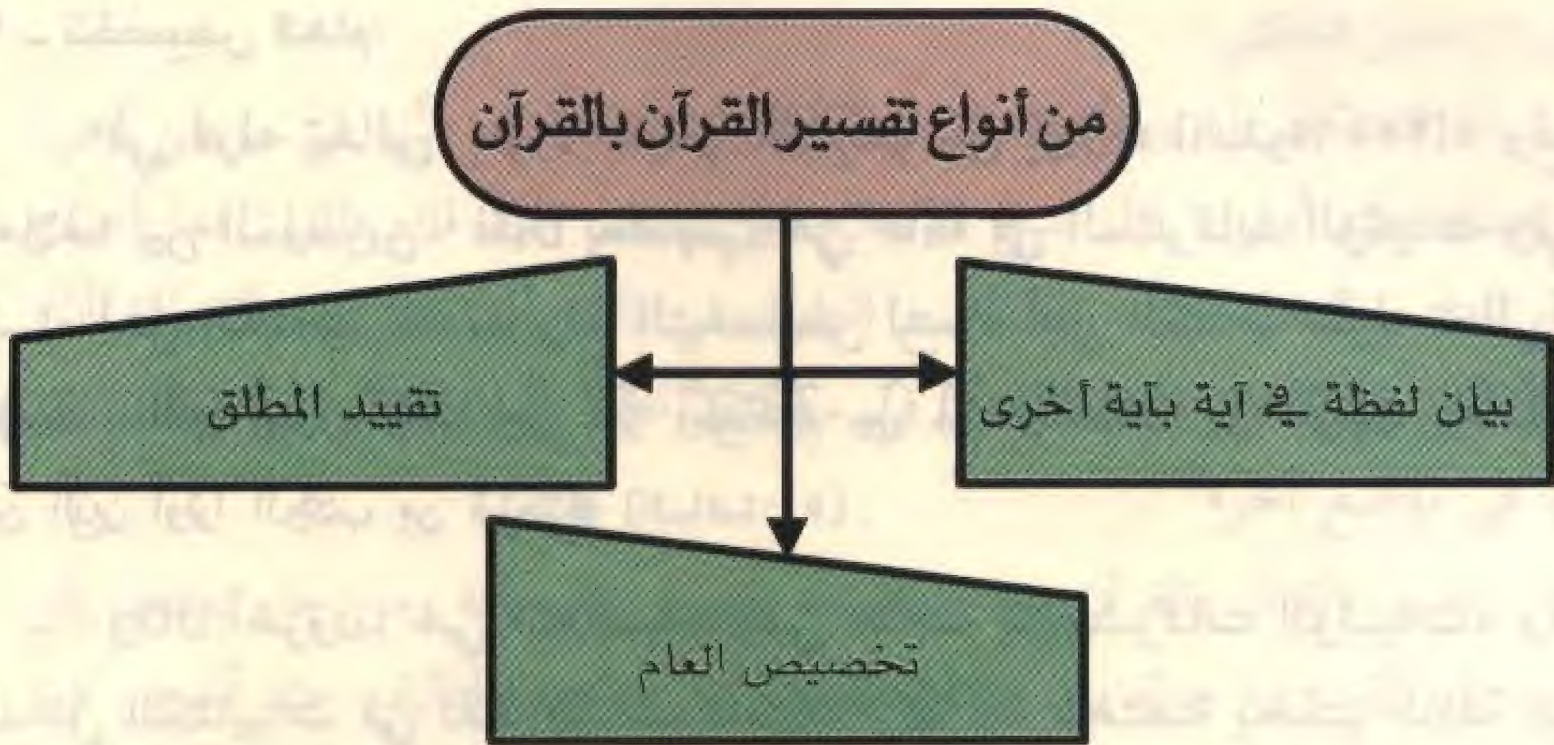 من أنواع تفسير القرآن بالقرآن
بيان لفظة في آية بآية أخرى
تقييد المطلق
تخصيص العام